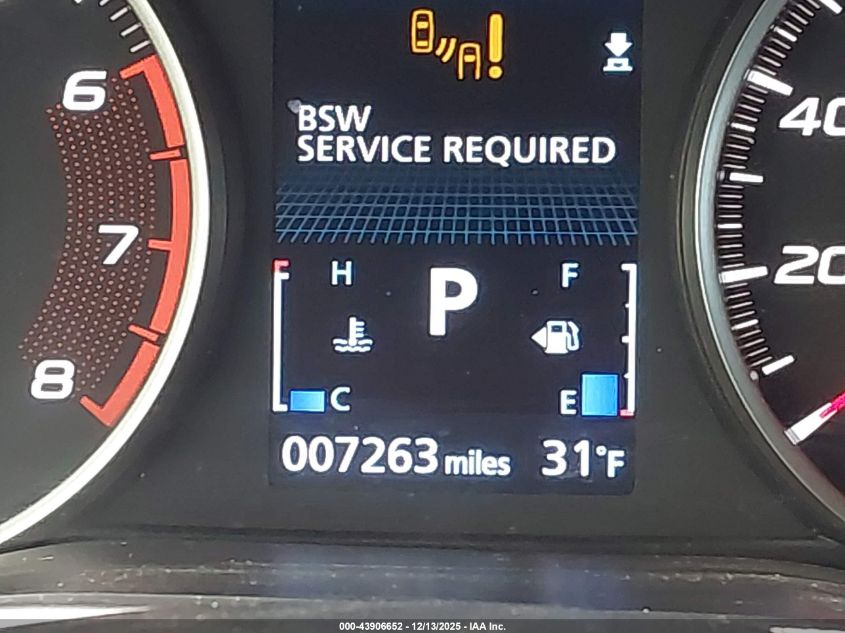 BSW
SERVICE REQUIRED
6
7
8
40
20
H
P
F
C
E
007263 miles
31°F
000-43906652 - 12/13/2025 - IAA Inc.